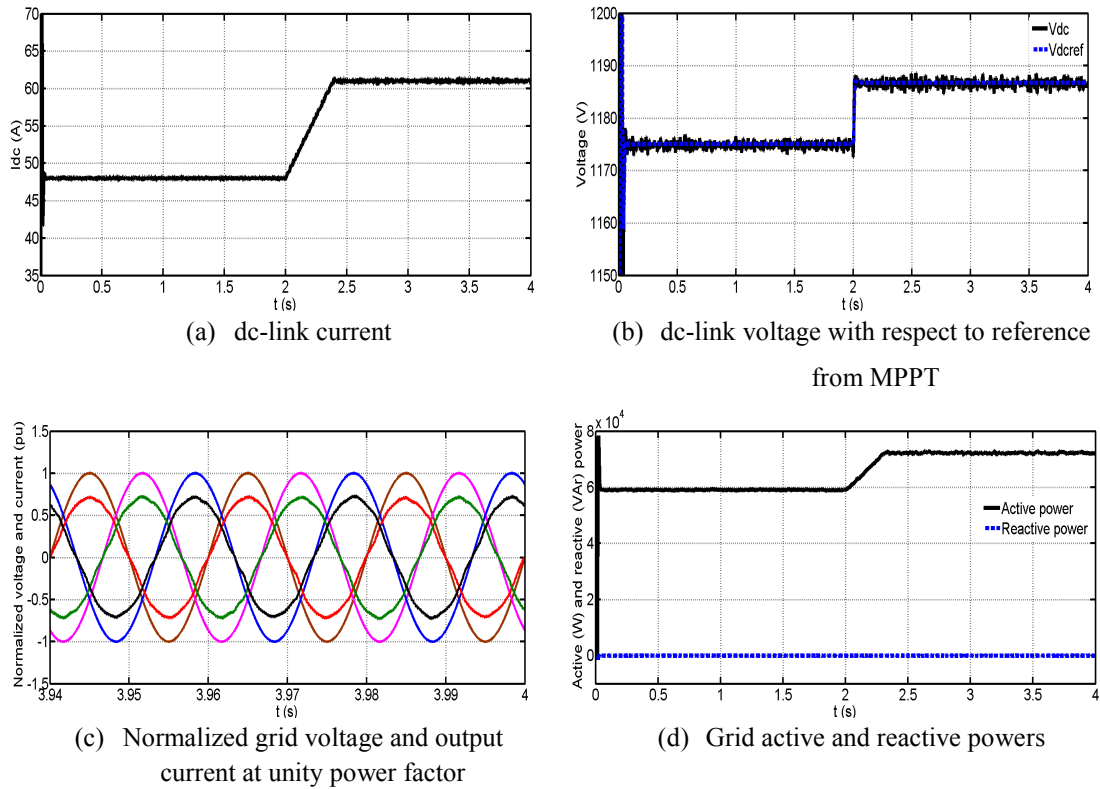 70
65
60
55
50
45
40
35
Idc (A)
0 0.5 1 1.5 2 2.5 3 3.5 4
t (s)
(a) dc-link current
1200
1190
1180
1170
1160
1150
Voltage (V)
Vdc
Vdcref
0 0.5 1 1.5 2 2.5 3 3.5 4
t (s)
(b) dc-link voltage with respect to reference
from MPPT
1.5
1
0.5
0
-0.5
-1
-1.5
Normalized voltage and current (pu)
3.94 3.95 3.96 3.97 3.98 3.99 4
t (s)
(c) Normalized grid voltage and output
current at unity power factor
8 x 10^4
6
4
2
0
Active (W) and reactive (VAr) power
Active power
Reactive power
0 0.5 1 1.5 2 2.5 3 3.5 4
t (s)
(d) Grid active and reactive powers